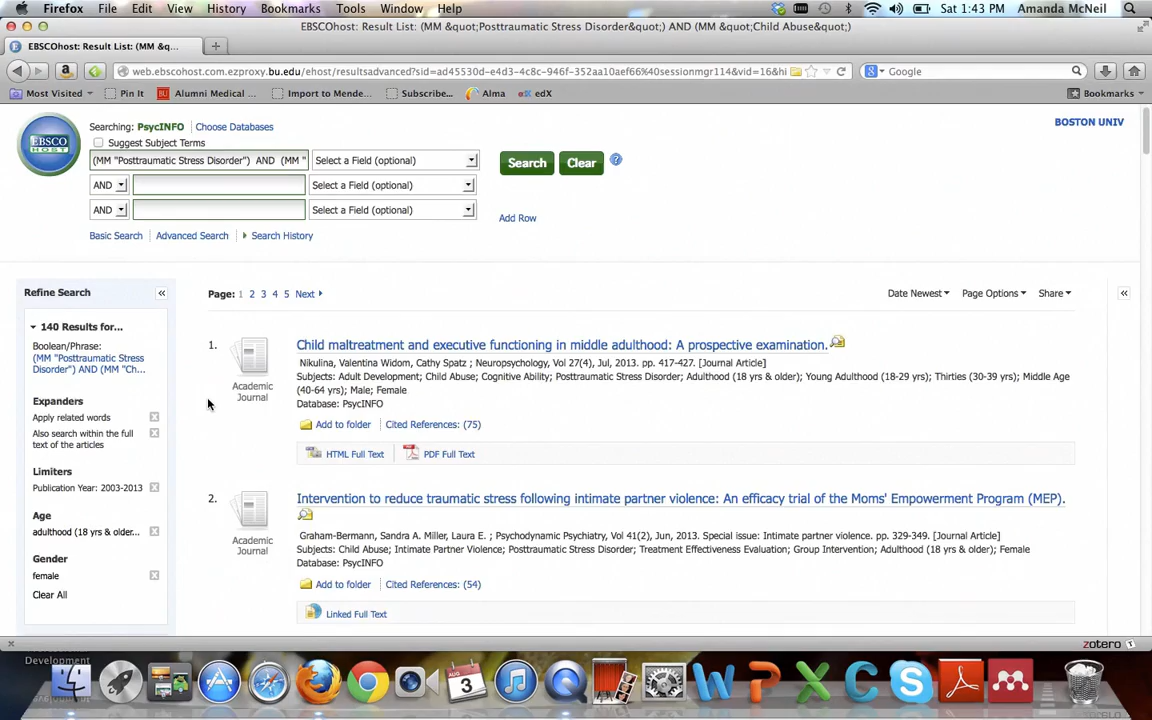 Firefox File Edit View History Bookmarks Tools Window Help Sat 1:43 PM Amanda McNeil
EBSCOhost: Result List: (MM &quot;Posttraumatic Stress Disorder&quot;) AND (MM &quot;Child Abuse&quot;)
EBSCOhost: Result List: (MM &q...
web.ebscohost.com.ezproxy.bu.edu/ehost/resultsadvanced?sid=ad45530d-e4d3-4c8c-946f-352aa10aef66%40sessionmgr114&vid=16&hi Google
Most Visited Pin It Alumni Medical ... Import to Mende... Subscribe... Alma edX Bookmarks
EBSCO HOST
Searching: PsycINFO Choose Databases BOSTON UNIV
Suggest Subject Terms
(MM "Posttraumatic Stress Disorder") AND (MM " Select a Field (optional) Search Clear
AND Select a Field (optional)
AND Select a Field (optional) Add Row
Basic Search Advanced Search Search History
Refine Search
140 Results for...
Boolean/Phrase:
(MM "Posttraumatic Stress
Disorder") AND (MM "Ch...
Expanders
Apply related words
Also search within the full
text of the articles
Limiters
Publication Year: 2003-2013
Age
adulthood (18 yrs & older...
Gender
female
Clear All
Page: 1 2 3 4 5 Next Date Newest Page Options Share
1. Child maltreatment and executive functioning in middle adulthood: A prospective examination.
Nikulina, Valentina Widom, Cathy Spatz ; Neuropsychology, Vol 27(4), Jul, 2013. pp. 417-427. [Journal Article]
Subjects: Adult Development; Child Abuse; Cognitive Ability; Posttraumatic Stress Disorder; Adulthood (18 yrs & older); Young Adulthood (18-29 yrs); Thirties (30-39 yrs); Middle Age
(40-64 yrs); Male; Female
Database: PsycINFO
Academic
Journal
Add to folder Cited References: (75)
HTML Full Text PDF Full Text
2. Intervention to reduce traumatic stress following intimate partner violence: An efficacy trial of the Moms' Empowerment Program (MEP).
Graham-Bermann, Sandra A. Miller, Laura E. ; Psychodynamic Psychiatry, Vol 41(2), Jun, 2013. Special issue: Intimate partner violence. pp. 329-349. [Journal Article]
Subjects: Child Abuse; Intimate Partner Violence; Posttraumatic Stress Disorder; Treatment Effectiveness Evaluation; Group Intervention; Adulthood (18 yrs & older); Female
Database: PsycINFO
Academic
Journal
Add to folder Cited References: (54)
Linked Full Text
zotero
Development
3